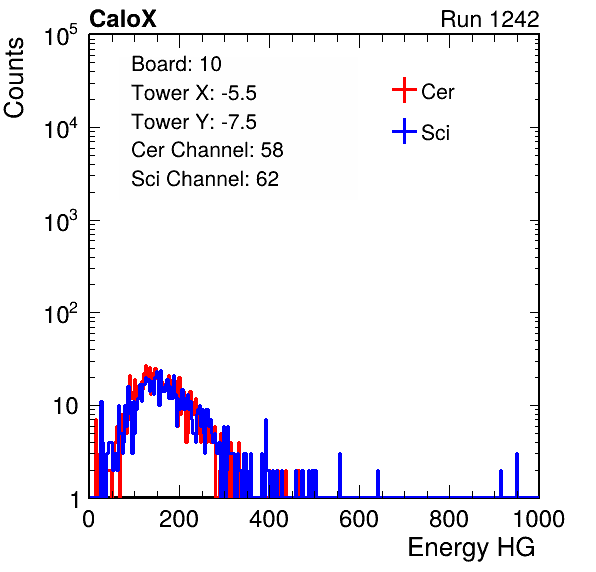 CaloX Run 1242
Counts
10^5
10^4
10^3
10^2
10
1
Board: 10
Tower X: -5.5
Tower Y: -7.5
Cer Channel: 58
Sci Channel: 62
Cer
Sci
0 200 400 600 800 1000
Energy HG